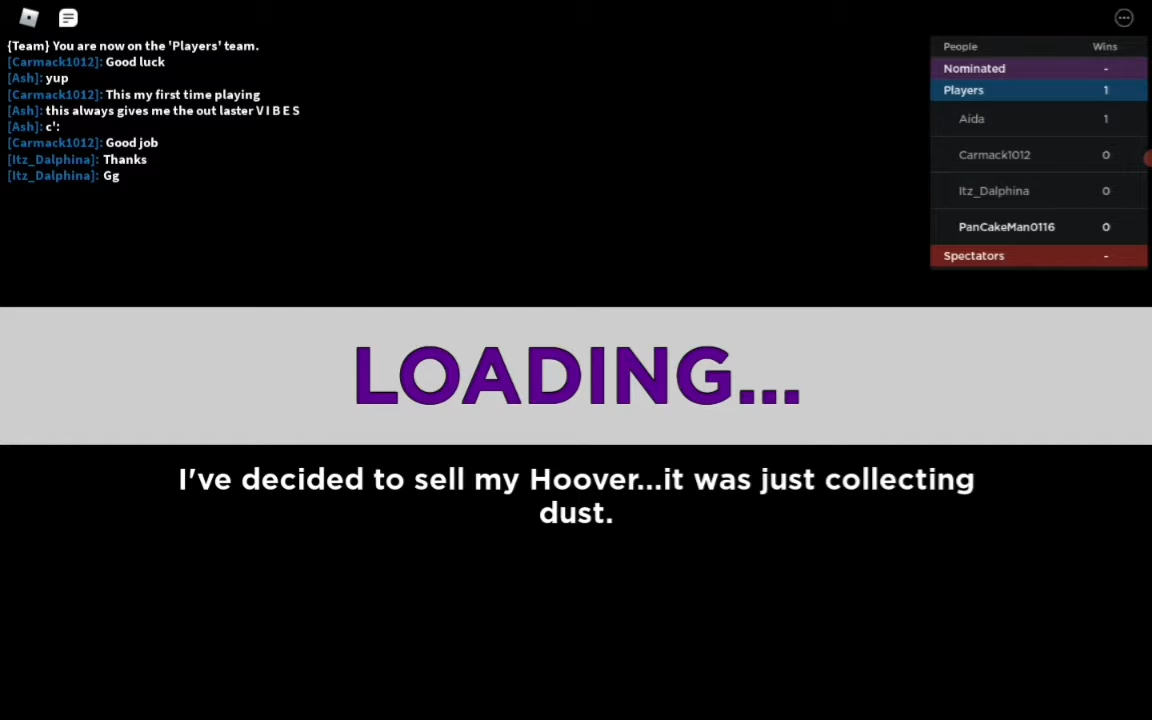 {Team} You are now on the 'Players' team.
[Carmack1012]: Good luck
[Ash]: yup
[Carmack1012]: This my first time playing
[Ash]: this always gives me the out laster V I B E S
[Ash]: c':
[Carmack1012]: Good job
[Itz_Dalphina]: Thanks
[Itz_Dalphina]: Gg
People Wins
Nominated -
Players 1
Aida 1
Carmack1012 0
Itz_Dalphina 0
PanCakeMan0116 0
Spectators -
LOADING...
I've decided to sell my Hoover...it was just collecting
dust.